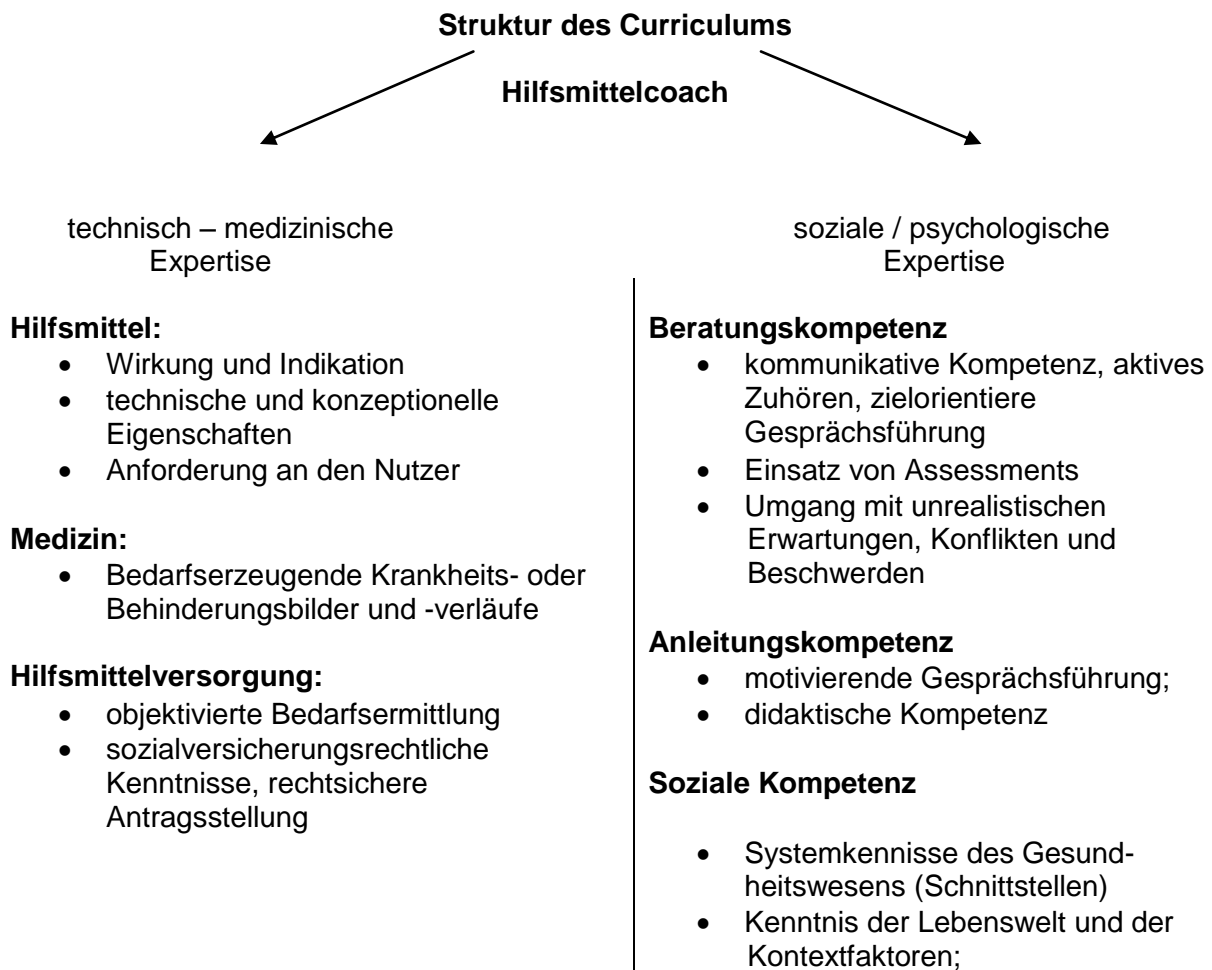 Struktur des Curriculums
Hilfsmittelcoach
technisch – medizinische
Expertise
Hilfsmittel:
• Wirkung und Indikation
• technische und konzeptionelle
Eigenschaften
• Anforderung an den Nutzer
Medizin:
• Bedarfserzeugende Krankheits- oder
Behinderungsbilder und -verläufe
Hilfsmittelversorgung:
• objektivierte Bedarfsermittlung
• sozialversicherungsrechtliche
Kenntnisse, rechtsichere
Antragsstellung
soziale / psychologische
Expertise
Beratungskompetenz
• kommunikative Kompetenz, aktives
Zuhören, zielorientiere
Gesprächsführung
• Einsatz von Assessments
• Umgang mit unrealistischen
Erwartungen, Konflikten und
Beschwerden
Anleitungskompetenz
• motivierende Gesprächsführung;
• didaktische Kompetenz
Soziale Kompetenz
• Systemkennisse des Gesund-
heitswesens (Schnittstellen)
• Kenntnis der Lebenswelt und der
Kontextfaktoren;